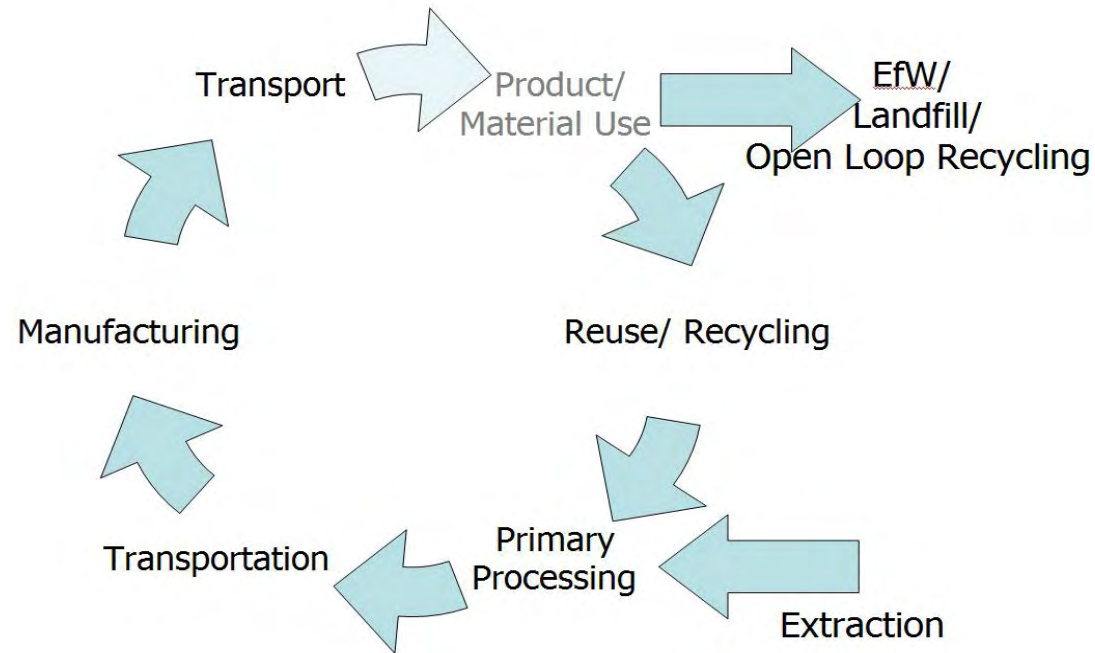 Transport
Product/
Material Use
EfW/
Landfill/
Open Loop Recycling
Manufacturing
Reuse/ Recycling
Transportation
Primary
Processing
Extraction